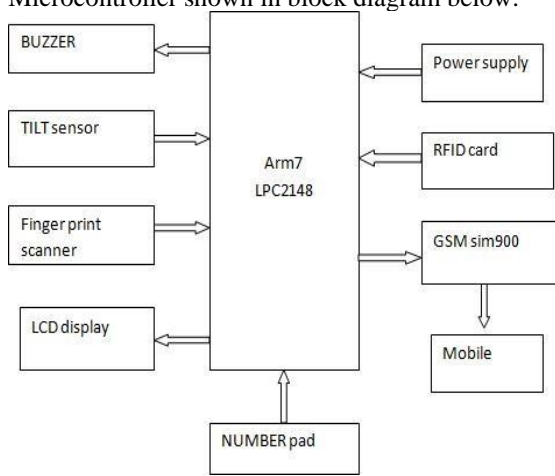 Microcontroller shown in block diagram below:
BUZZER
TILT sensor
Finger print
scanner
LCD display
Arm7
LPC2148
NUMBER pad
Power supply
RFID card
GSM sim900
Mobile